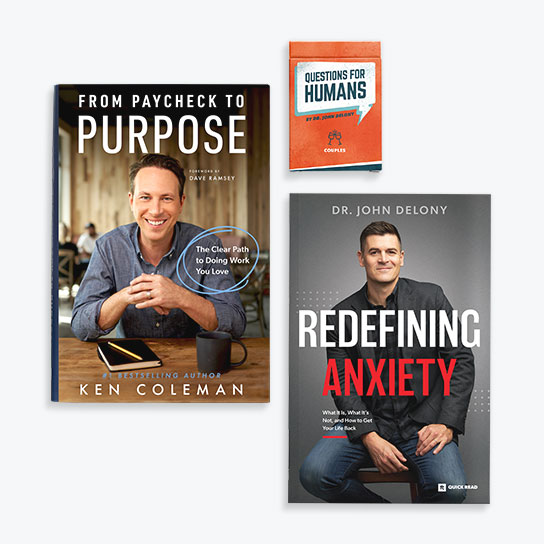 FROM PAYCHECK TO
PURPOSE
FOREWORD BY
DAVE RAMSEY
The Clear Path
to Doing Work
You Love
#1 BESTSELLING AUTHOR
KEN COLEMAN
QUESTIONS FOR
HUMANS
BY DR. JOHN DELONY
COUPLES
DR. JOHN DELONY
REDEFINING
ANXIETY
What It Is, What It's
Not, and How to Get
Your Life Back
R QUICK READ